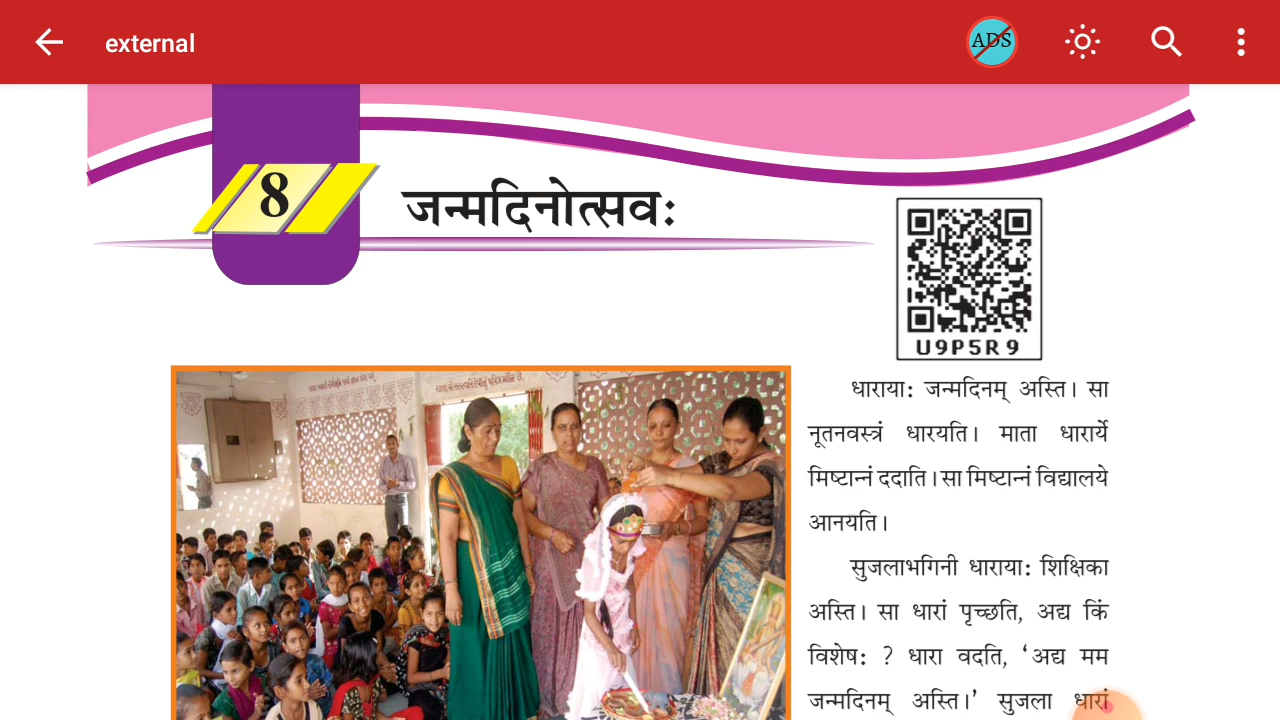 external
ADS
8
जन्मदिनोत्सवः
U9P5R9
धारायाः जन्मदिनम् अस्ति। सा
नूतनवस्त्रं धारयति। माता धारायै
मिष्टान्नं ददाति। सा मिष्टान्नं विद्यालये
आनयति।
सुजलाभगिनी धारायाः शिक्षिका
अस्ति। सा धारां पृच्छति, अद्य किं
विशेषः ? धारा वदति, ‘अद्य मम
जन्मदिनम् अस्ति।’ सुजला धारां